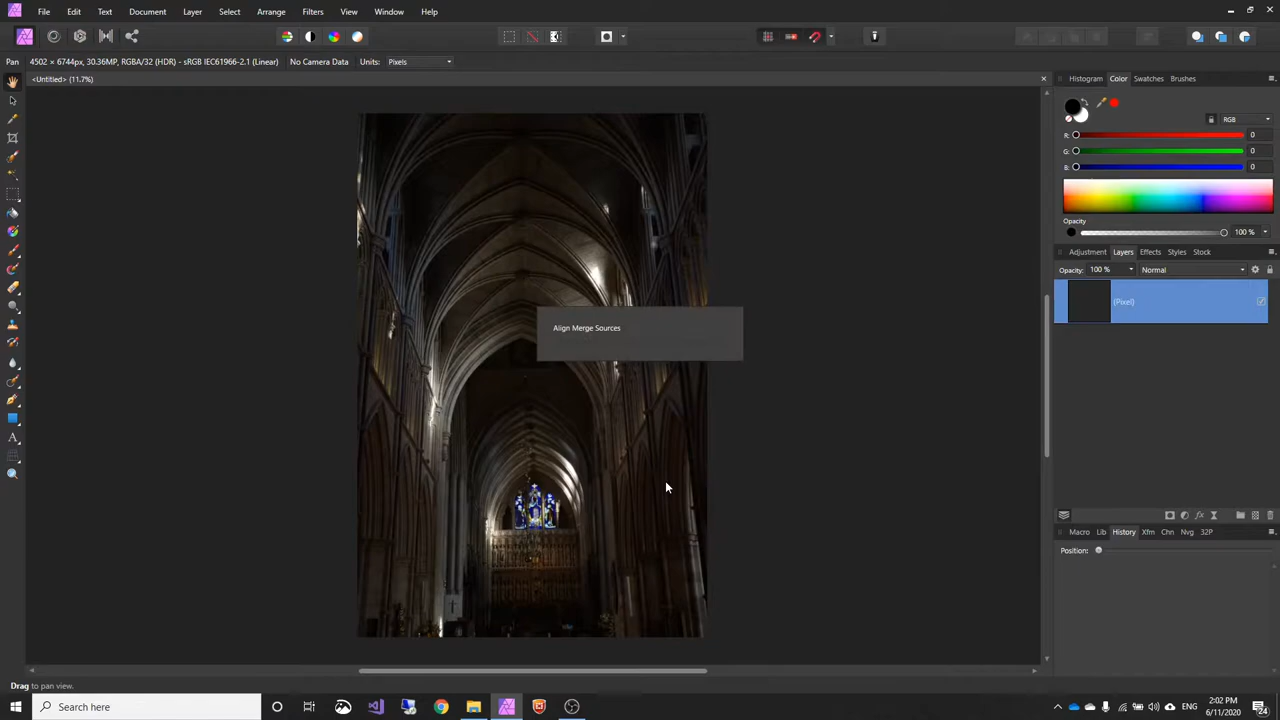 File Edit Text Document Layer Select Arrange Filters View Window Help
Pan 4502 × 6744px, 30.36MP, RGBA/32 (HDR) - sRGB IEC61966-2.1 (Linear) No Camera Data Units: Pixels
<Untitled> (11.7%)
Histogram Color Swatches Brushes
RGB
R: 0
G: 0
B: 0
Opacity
100 %
Adjustment Layers Effects Styles Stock
Opacity: 100 % Normal
(Pixel)
Align Merge Sources
Macro Lib History Xfm Chn Nvg 32P
Position:
Drag to pan view.
Search here
ENG
2:02 PM
6/11/2020
24